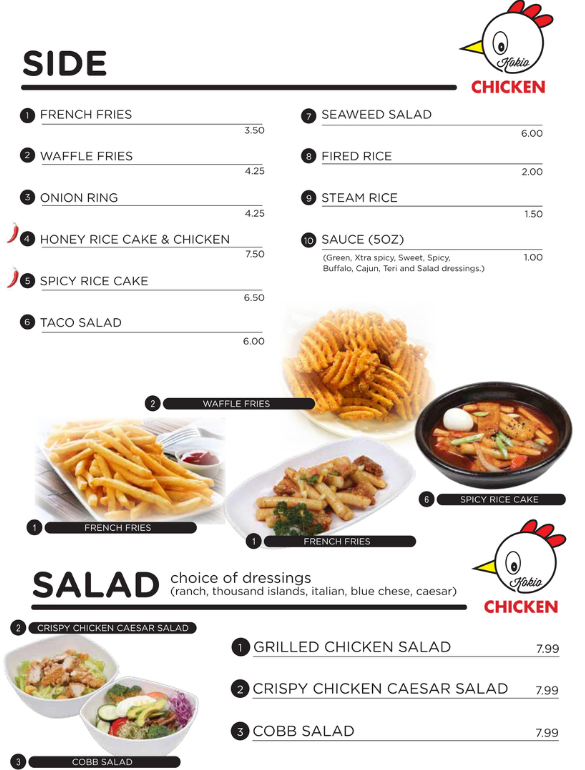 SIDE
Kokio
CHICKEN
1 FRENCH FRIES
3.50
2 WAFFLE FRIES
4.25
3 ONION RING
4.25
4 HONEY RICE CAKE & CHICKEN
7.50
5 SPICY RICE CAKE
6.50
6 TACO SALAD
6.00
7 SEAWEED SALAD
6.00
8 FIRED RICE
2.00
9 STEAM RICE
1.50
10 SAUCE (5OZ)
(Green, Xtra spicy, Sweet, Spicy, 1.00
Buffalo, Cajun, Teri and Salad dressings.)
2 WAFFLE FRIES
6 SPICY RICE CAKE
1 FRENCH FRIES
1 FRENCH FRIES
Kokio
CHICKEN
SALAD choice of dressings
(ranch, thousand islands, italian, blue chese, caesar)
2 CRISPY CHICKEN CAESAR SALAD
1 GRILLED CHICKEN SALAD 7.99
2 CRISPY CHICKEN CAESAR SALAD 7.99
3 COBB SALAD 7.99
3 COBB SALAD